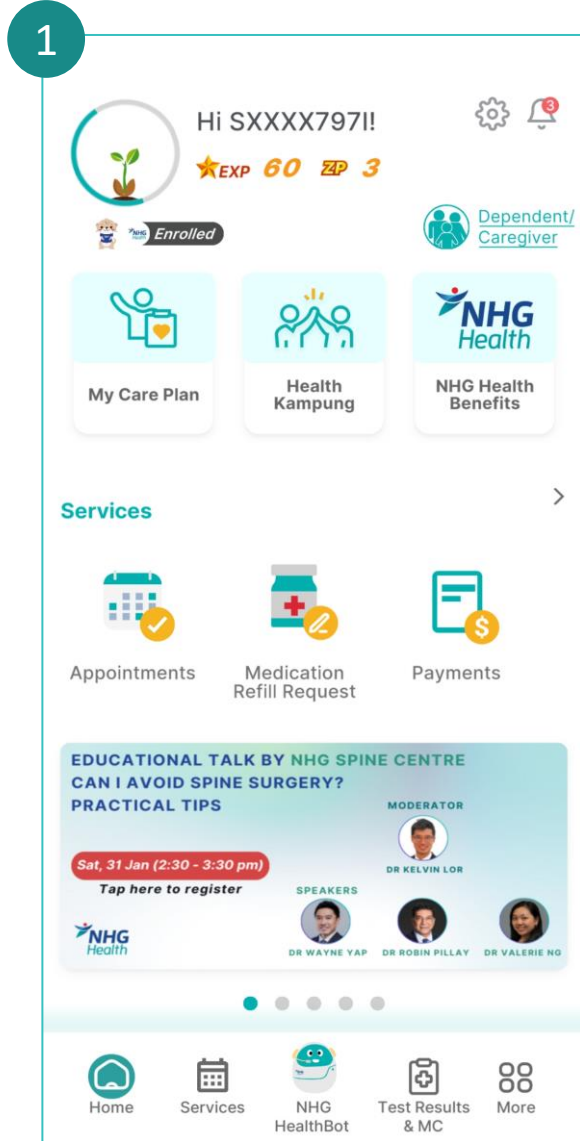 1
Hi SXXXX797I!
3
EXP 60 ZP 3
NHG Health Enrolled
Dependent/
Caregiver
NHG
Health
My Care Plan
Health
Kampung
NHG Health
Benefits
Services
Appointments
Medication
Refill Request
Payments
EDUCATIONAL TALK BY NHG SPINE CENTRE
CAN I AVOID SPINE SURGERY?
PRACTICAL TIPS
MODERATOR
DR KELVIN LOR
Sat, 31 Jan (2:30 - 3:30 pm)
Tap here to register
SPEAKERS
NHG
Health
DR WAYNE YAP
DR ROBIN PILLAY
DR VALERIE NG
Home
Services
NHG
HealthBot
Test Results
& MC
More